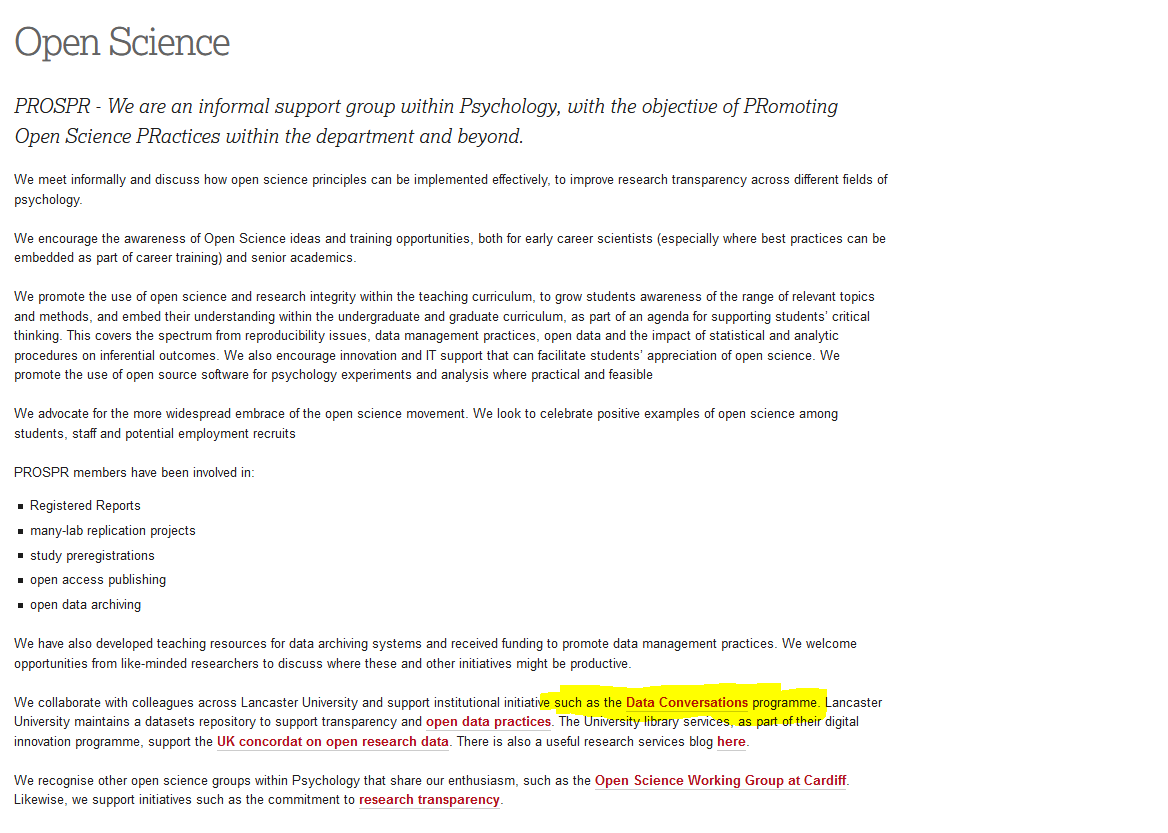 Open Science
PROSPR - We are an informal support group within Psychology, with the objective of PRomoting
Open Science PRactices within the department and beyond.
We meet informally and discuss how open science principles can be implemented effectively, to improve research transparency across different fields of
psychology.
We encourage the awareness of Open Science ideas and training opportunities, both for early career scientists (especially where best practices can be
embedded as part of career training) and senior academics.
We promote the use of open science and research integrity within the teaching curriculum, to grow students awareness of the range of relevant topics
and methods, and embed their understanding within the undergraduate and graduate curriculum, as part of an agenda for supporting students' critical
thinking. This covers the spectrum from reproducibility issues, data management practices, open data and the impact of statistical and analytic
procedures on inferential outcomes. We also encourage innovation and IT support that can facilitate students' appreciation of open science. We
promote the use of open source software for psychology experiments and analysis where practical and feasible
We advocate for the more widespread embrace of the open science movement. We look to celebrate positive examples of open science among
students, staff and potential employment recruits
PROSPR members have been involved in:
▪ Registered Reports
▪ many-lab replication projects
▪ study preregistrations
▪ open access publishing
▪ open data archiving
We have also developed teaching resources for data archiving systems and received funding to promote data management practices. We welcome
opportunities from like-minded researchers to discuss where these and other initiatives might be productive.
We collaborate with colleagues across Lancaster University and support institutional initiative such as the Data Conversations programme. Lancaster
University maintains a datasets repository to support transparency and open data practices. The University library services, as part of their digital
innovation programme, support the UK concordat on open research data. There is also a useful research services blog here.
We recognise other open science groups within Psychology that share our enthusiasm, such as the Open Science Working Group at Cardiff.
Likewise, we support initiatives such as the commitment to research transparency.